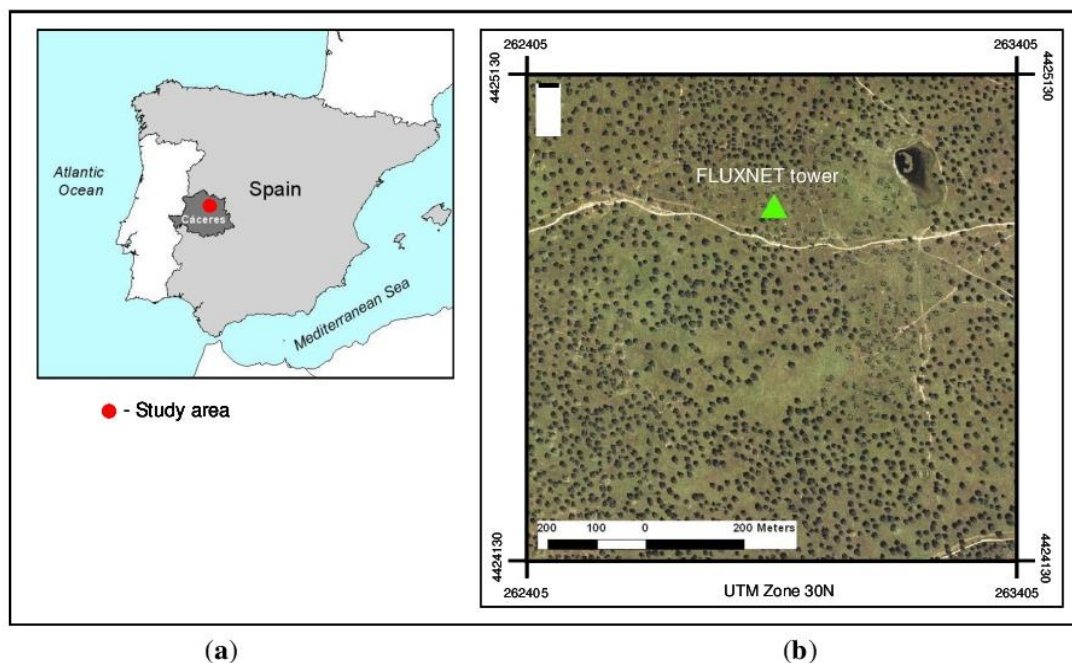 Atlantic
Ocean
Spain
Cáceres
Mediterranean Sea
- Study area
(a)
262405
263405
4425130
4425130
FLUXNET tower
200
100
0
200 Meters
4424130
4424130
262405
UTM Zone 30N
263405
(b)